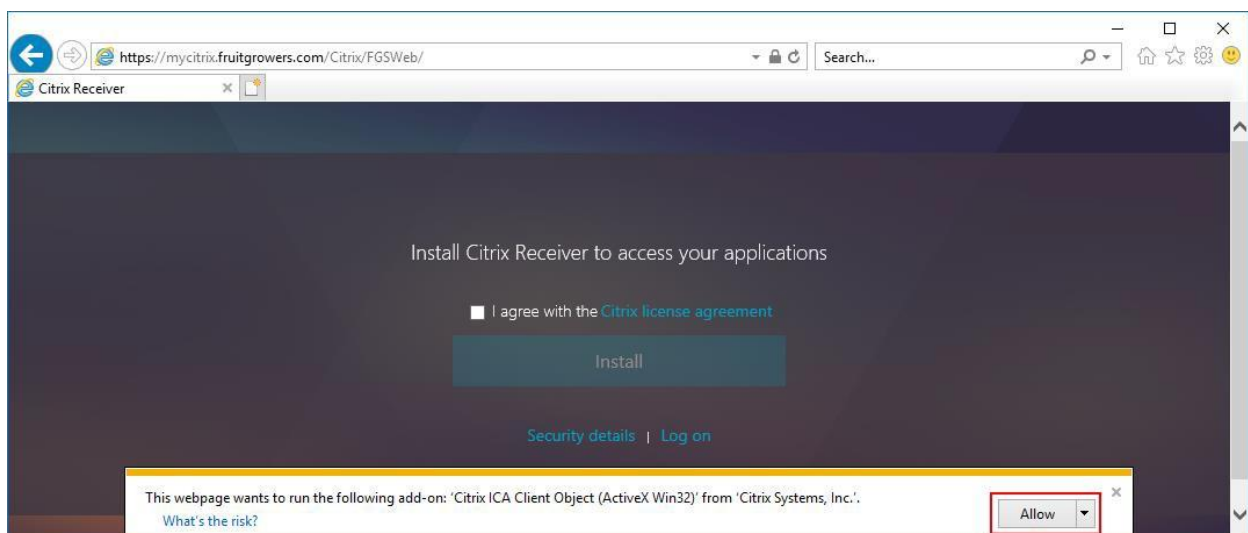 https://mycitrix.fruitgrowers.com/Citrix/FGSWeb/
Search...
Citrix Receiver
Install Citrix Receiver to access your applications
I agree with the Citrix license agreement
Install
Security details | Log on
This webpage wants to run the following add-on: 'Citrix ICA Client Object (ActiveX Win32)' from 'Citrix Systems, Inc.'.
What's the risk?
Allow